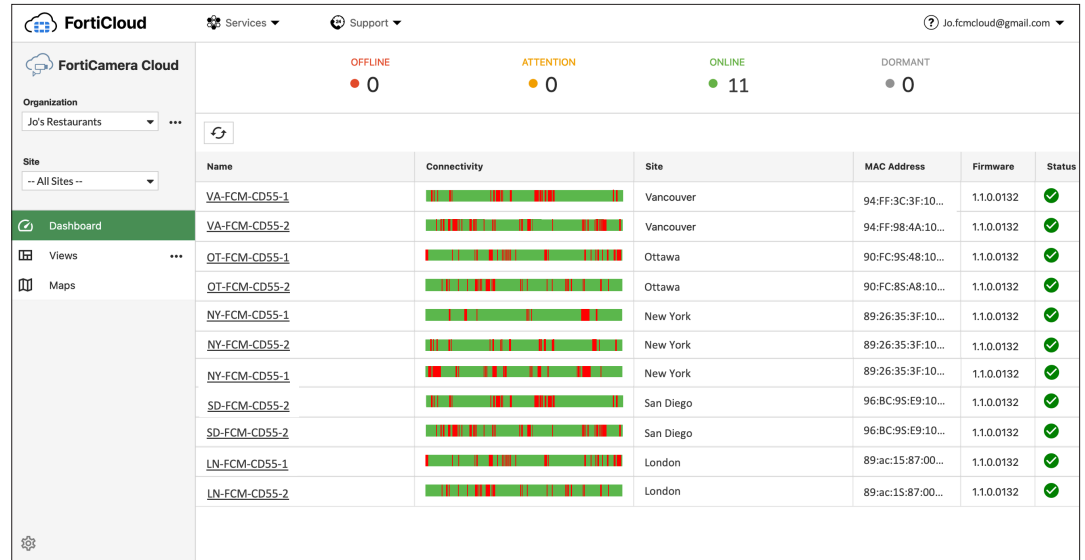 FortiCloud Services Support ? Jo.fcmcloud@gmail.com
FortiCamera Cloud
Organization
Jo's Restaurants
Site
-- All Sites --
Dashboard
Views
Maps
OFFLINE ATTENTION ONLINE DORMANT
0 0 11 0
Name Connectivity Site MAC Address Firmware Status
VA-FCM-CD55-1 Vancouver 94:FF:3C:3F:10... 1.1.0.0132
VA-FCM-CD55-2 Vancouver 94:FF:98:4A:10... 1.1.0.0132
OT-FCM-CD55-1 Ottawa 90:FC:9S:48:10... 1.1.0.0132
OT-FCM-CD55-2 Ottawa 90:FC:8S:A8:10... 1.1.0.0132
NY-FCM-CD55-1 New York 89:26:35:3F:10... 1.1.0.0132
NY-FCM-CD55-2 New York 89:26:35:3F:10... 1.1.0.0132
NY-FCM-CD55-1 New York 89:26:35:3F:10... 1.1.0.0132
SD-FCM-CD55-2 San Diego 96:BC:9S:E9:10... 1.1.0.0132
SD-FCM-CD55-2 San Diego 96:BC:9S:E9:10... 1.1.0.0132
LN-FCM-CD55-1 London 89:ac:15:87:00... 1.1.0.0132
LN-FCM-CD55-2 London 89:ac:1S:87:00... 1.1.0.0132